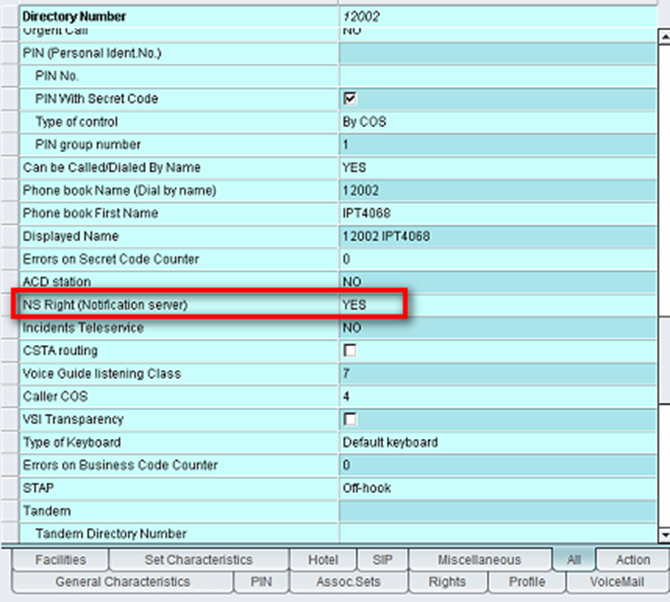 Directory Number 12002
Urgent Call NO
PIN (Personal Ident.No.)
PIN No.
PIN With Secret Code
Type of control By COS
PIN group number 1
Can be Called/Dialed By Name YES
Phone book Name (Dial by name) 12002
Phone book First Name IPT4068
Displayed Name 12002 IPT4068
Errors on Secret Code Counter 0
ACD station NO
NS Right (Notification server) YES
Incidents Teleservice NO
CSTA routing
Voice Guide listening Class 7
Caller COS 4
VSI Transparency
Type of Keyboard Default keyboard
Errors on Business Code Counter 0
STAP Off-hook
Tandem
Tandem Directory Number
Facilities Set Characteristics Hotel SIP Miscellaneous All Action
General Characteristics PIN Assoc.Sets Rights Profile VoiceMail